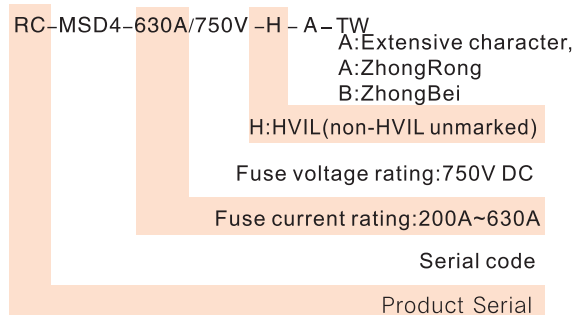 RC-MSD4-630A/750V-H-A-TW
A:Extensive character,
A:ZhongRong
B:ZhongBei
H:HVIL(non-HVIL unmarked)
Fuse voltage rating:750V DC
Fuse current rating:200A~630A
Serial code
Product Serial